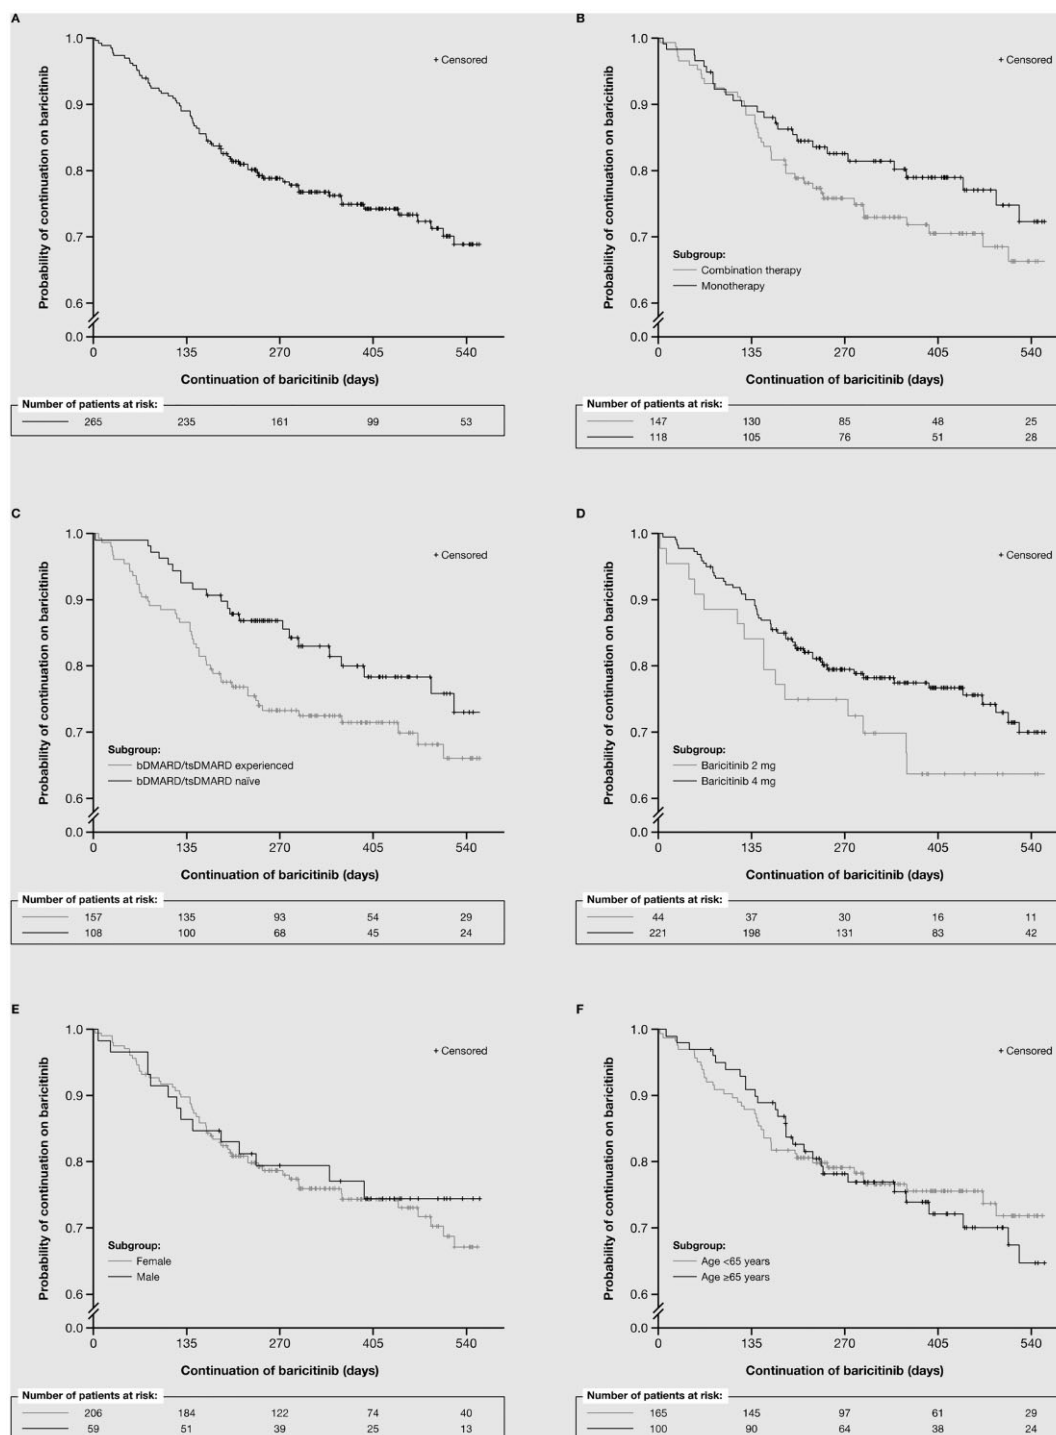 A
1.0
0.9
0.8
0.7
0.6
0.0
Probability of continuation on baricitinib
+ Censored
0 135 270 405 540
Continuation of baricitinib (days)
Number of patients at risk:
265 235 161 99 53
B
1.0
0.9
0.8
0.7
0.6
0.0
Probability of continuation on baricitinib
+ Censored
Subgroup:
Combination therapy
Monotherapy
0 135 270 405 540
Continuation of baricitinib (days)
Number of patients at risk:
147 130 85 48 25
118 105 76 51 28
C
1.0
0.9
0.8
0.7
0.6
0.0
Probability of continuation on baricitinib
+ Censored
Subgroup:
bDMARD/tsDMARD experienced
bDMARD/tsDMARD naïve
0 135 270 405 540
Continuation of baricitinib (days)
Number of patients at risk:
157 135 93 54 29
108 100 68 45 24
D
1.0
0.9
0.8
0.7
0.6
0.0
Probability of continuation on baricitinib
+ Censored
Subgroup:
Baricitinib 2 mg
Baricitinib 4 mg
0 135 270 405 540
Continuation of baricitinib (days)
Number of patients at risk:
44 37 30 16 11
221 198 131 83 42
E
1.0
0.9
0.8
0.7
0.6
0.0
Probability of continuation on baricitinib
+ Censored
Subgroup:
Female
Male
0 135 270 405 540
Continuation of baricitinib (days)
Number of patients at risk:
206 184 122 74 40
59 51 39 25 13
F
1.0
0.9
0.8
0.7
0.6
0.0
Probability of continuation on baricitinib
+ Censored
Subgroup:
Age <65 years
Age ≥65 years
0 135 270 405 540
Continuation of baricitinib (days)
Number of patients at risk:
165 145 97 61 29
100 90 64 38 24